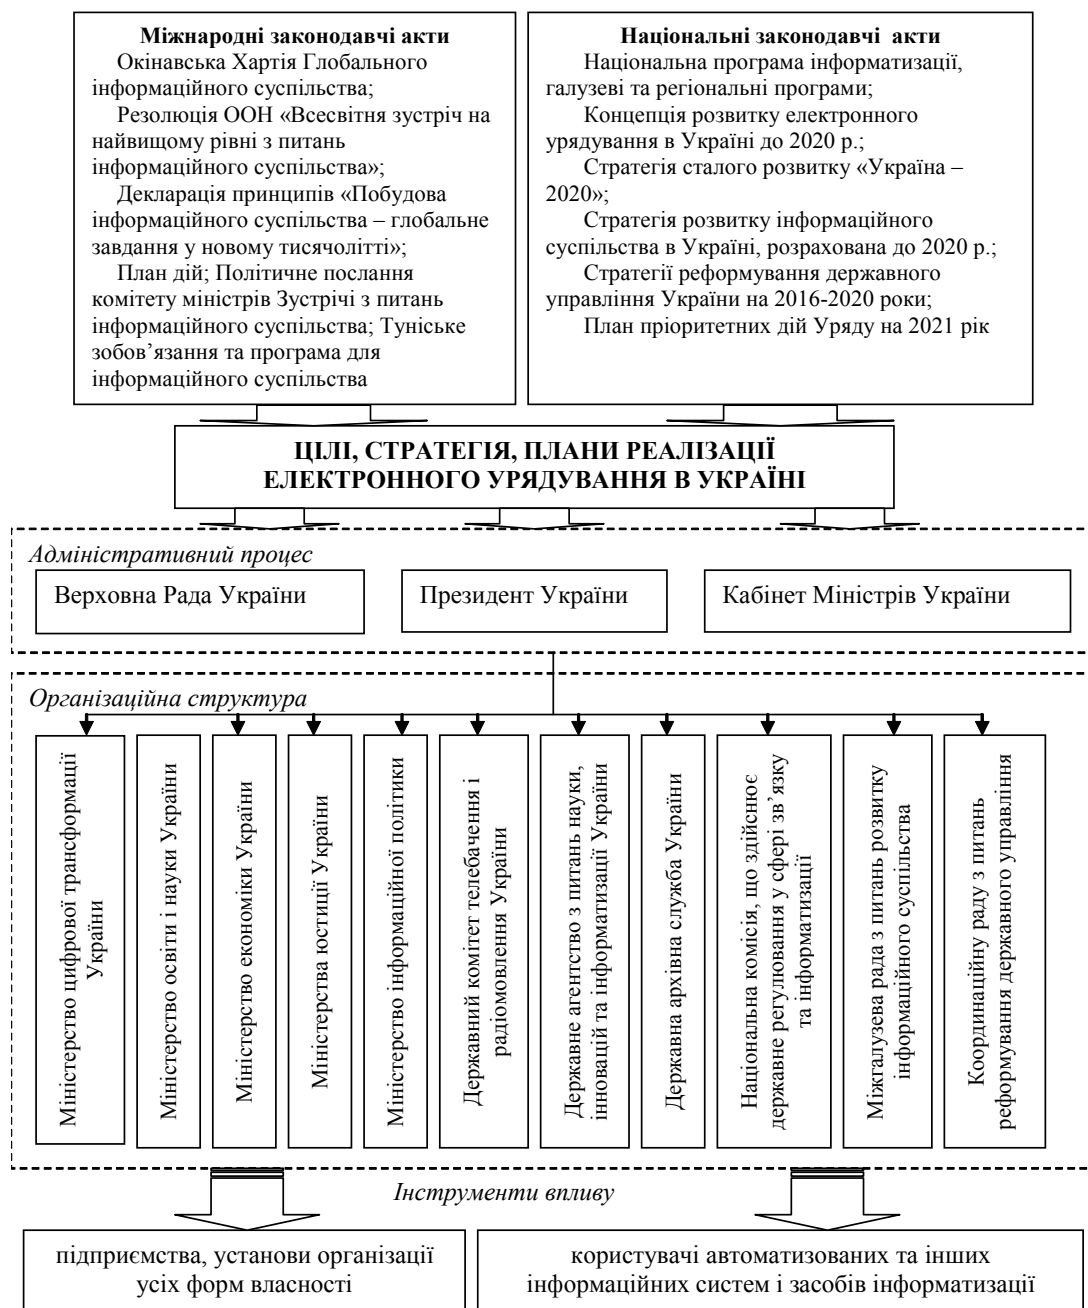 Міжнародні законодавчі акти
Окінавська Хартія Глобального
інформаційного суспільства;
Резолюція ООН «Всесвітня зустріч на
найвищому рівні з питань
інформаційного суспільства»;
Декларація принципів «Побудова
інформаційного суспільства – глобальне
завдання у новому тисячолітті»;
План дій; Політичне послання
комітету міністрів Зустрічі з питань
інформаційного суспільства; Туніське
зобов’язання та програма для
інформаційного суспільства
Національні законодавчі акти
Національна програма інформатизації,
галузеві та регіональні програми;
Концепція розвитку електронного
урядування в Україні до 2020 р.;
Стратегія сталого розвитку «Україна –
2020»;
Стратегія розвитку інформаційного
суспільства в Україні, розрахована до 2020 р.;
Стратегії реформування державного
управління України на 2016-2020 роки;
План пріоритетних дій Уряду на 2021 рік
ЦІЛІ, СТРАТЕГІЯ, ПЛАНИ РЕАЛІЗАЦІЇ
ЕЛЕКТРОННОГО УРЯДУВАННЯ В УКРАЇНІ
Адміністративний процес
Верховна Рада України
Президент України
Кабінет Міністрів України
Організаційна структура
Міністерство цифрової трансформації
України
Міністерство освіти і науки України
Міністерство економіки України
Міністерства юстиції України
Міністерство інформаційної політики
Державний комітет телебачення і
радіомовлення України
Державне агентство з питань науки,
інновацій та інформатизації України
Державна архівна служба України
Національна комісія, що здійснює
державне регулювання у сфері зв’язку
та інформатизації
Міжгалузева рада з питань розвитку
інформаційного суспільства
Координаційну раду з питань
реформування державного управління
Інструменти впливу
підприємства, установи організації
усіх форм власності
користувачі автоматизованих та інших
інформаційних систем і засобів інформатизації